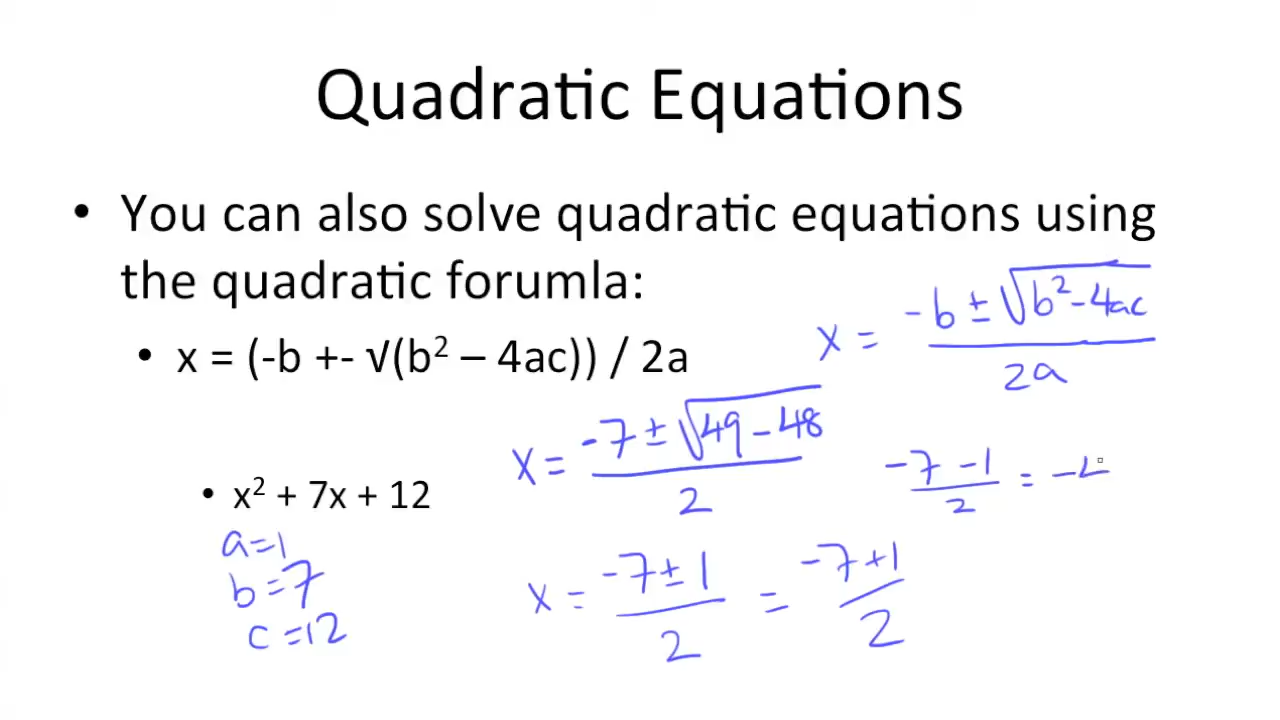 Quadratic Equations
• You can also solve quadratic equations using
the quadratic forumla:
• x = (-b +- √(b² – 4ac)) / 2a
x = -b ± √(b² - 4ac) / 2a
x = -7 ± √(49 - 48) / 2
-7 - 1 / 2 = -4
• x² + 7x + 12
a = 1
b = 7
c = 12
x = -7 ± 1 / 2 = -7 + 1 / 2